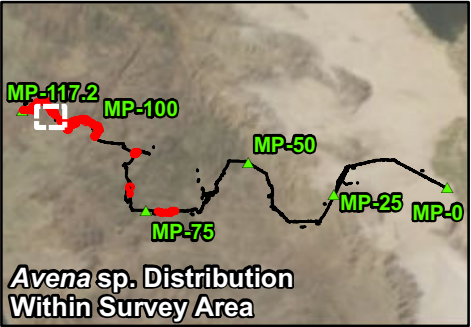 MP-117.2
MP-100
MP-50
MP-25
MP-0
MP-75
Avena sp. Distribution
Within Survey Area